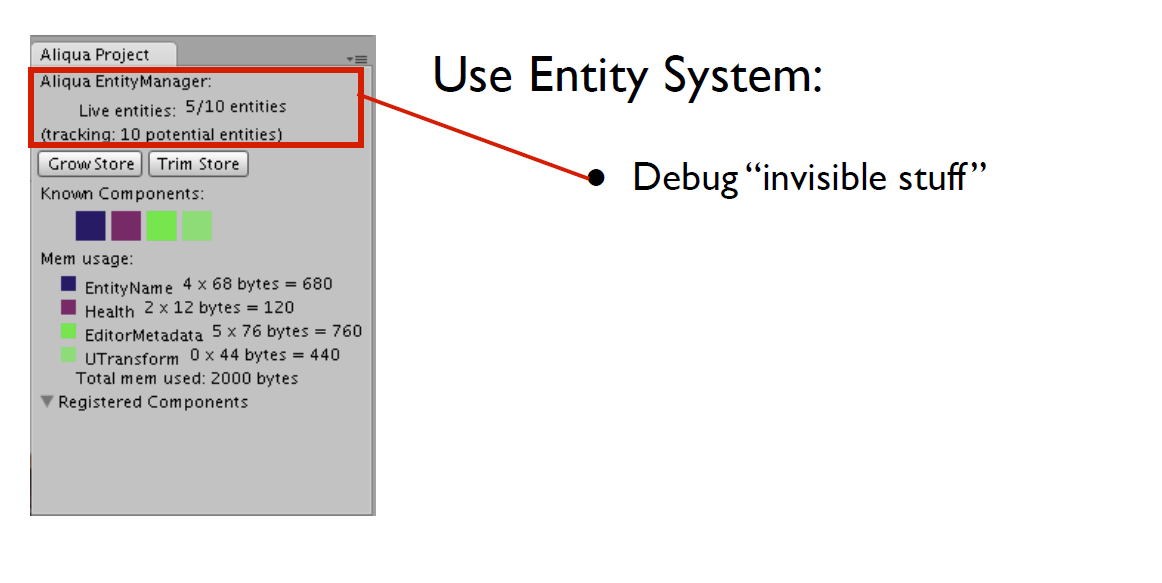 Aliqua Project
Aliqua EntityManager:
Live entities: 5/10 entities
(tracking: 10 potential entities)
Grow Store Trim Store
Known Components:
Mem usage:
EntityName 4 x 68 bytes = 680
Health 2 x 12 bytes = 120
EditorMetadata 5 x 76 bytes = 760
UTransform 0 x 44 bytes = 440
Total mem used: 2000 bytes
Registered Components
Use Entity System:
• Debug “invisible stuff”